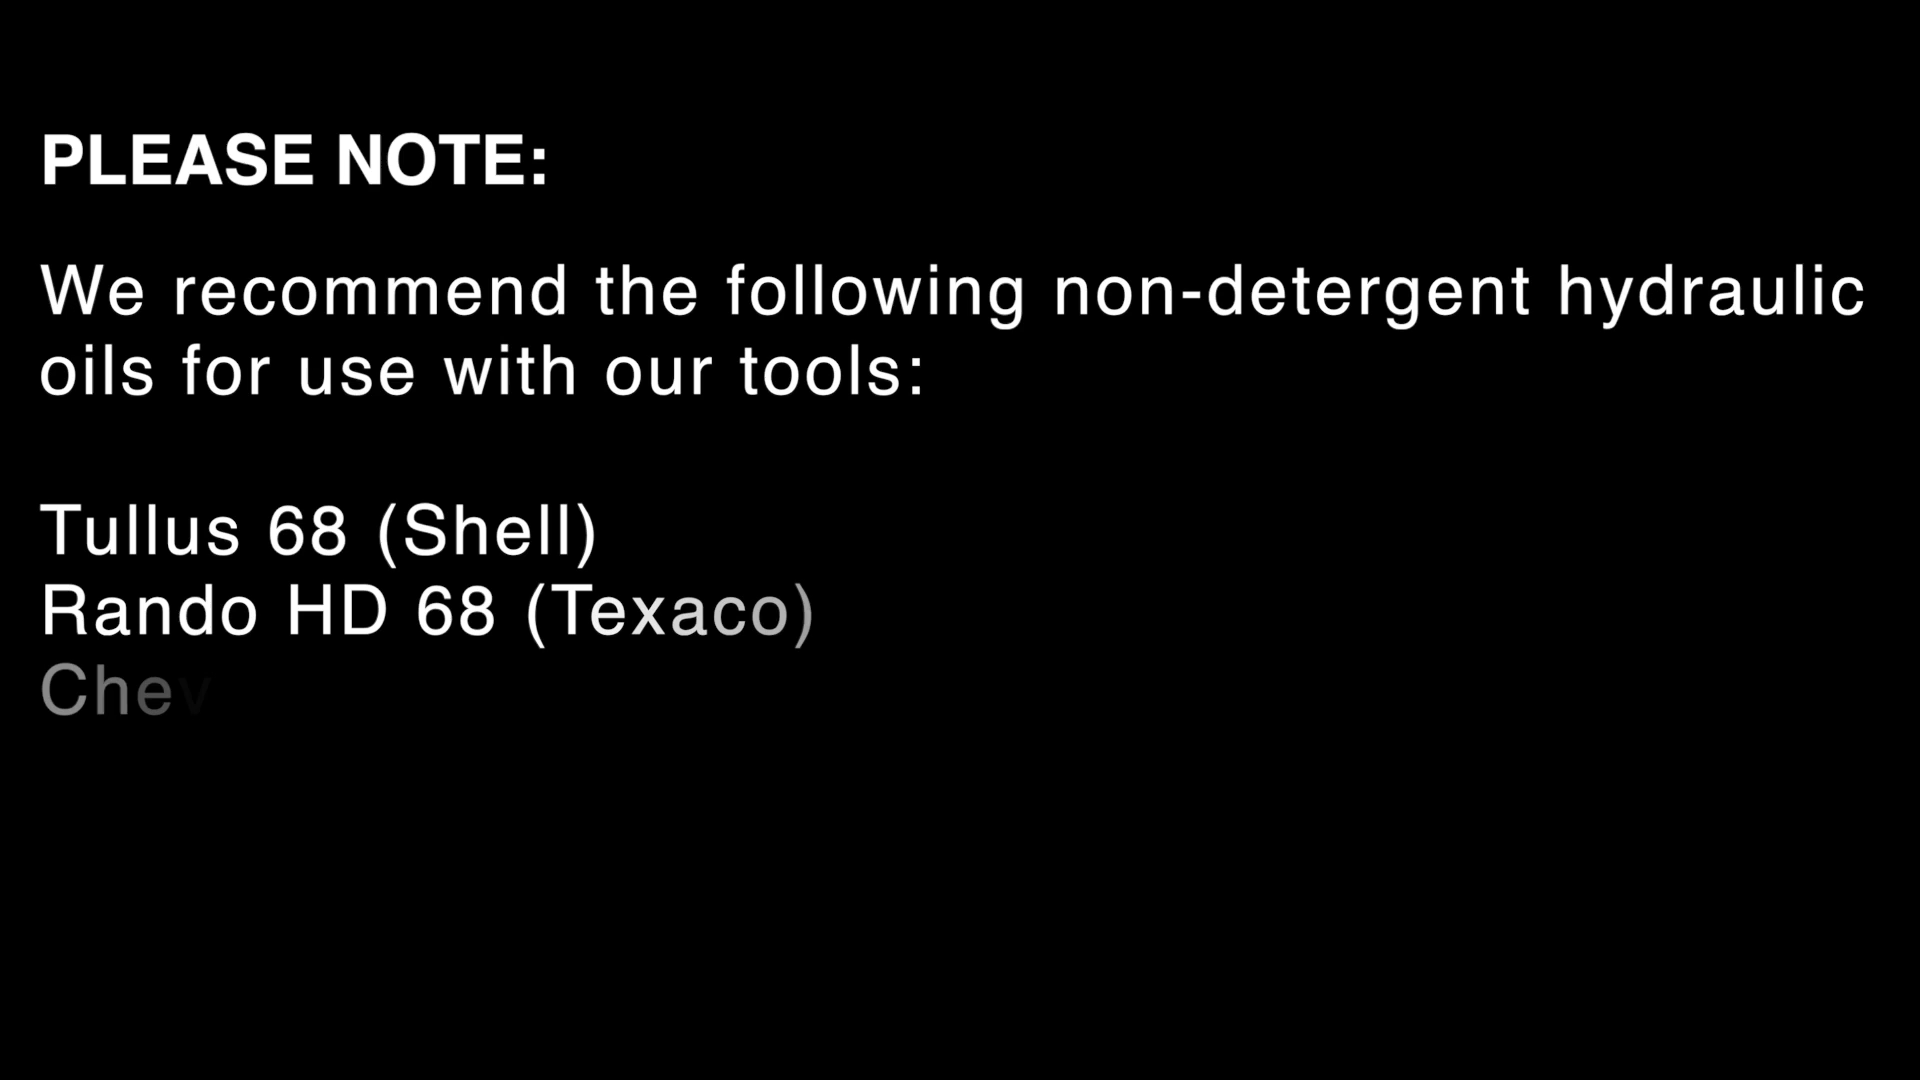 PLEASE NOTE:
We recommend the following non-detergent hydraulic
oils for use with our tools:
Tullus 68 (Shell)
Rando HD 68 (Texaco)
Chev